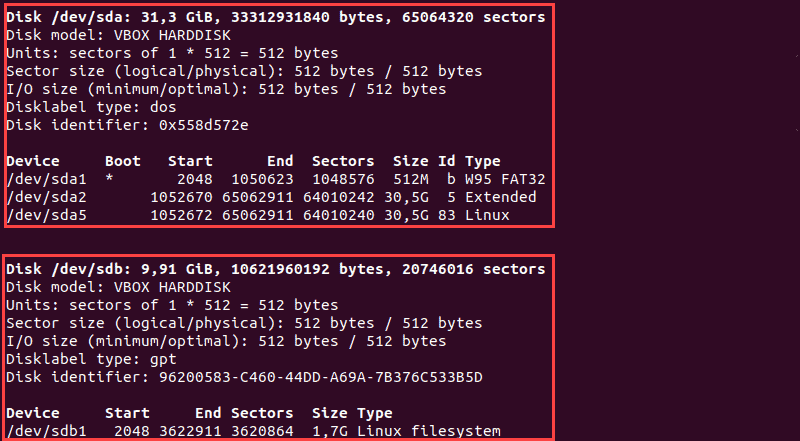 Disk /dev/sda: 31,3 GiB, 33312931840 bytes, 65064320 sectors
Disk model: VBOX HARDDISK
Units: sectors of 1 * 512 = 512 bytes
Sector size (logical/physical): 512 bytes / 512 bytes
I/O size (minimum/optimal): 512 bytes / 512 bytes
Disklabel type: dos
Disk identifier: 0x558d572e
Device     Boot   Start      End  Sectors  Size Id Type
/dev/sda1  *       2048  1050623  1048576  512M  b W95 FAT32
/dev/sda2       1052670 65062911 64010242 30,5G  5 Extended
/dev/sda5       1052672 65062911 64010240 30,5G 83 Linux
Disk /dev/sdb: 9,91 GiB, 10621960192 bytes, 20746016 sectors
Disk model: VBOX HARDDISK
Units: sectors of 1 * 512 = 512 bytes
Sector size (logical/physical): 512 bytes / 512 bytes
I/O size (minimum/optimal): 512 bytes / 512 bytes
Disklabel type: gpt
Disk identifier: 96200583-C460-44DD-A69A-7B376C533B5D
Device     Start     End Sectors  Size Type
/dev/sdb1   2048 3622911 3620864  1,7G Linux filesystem